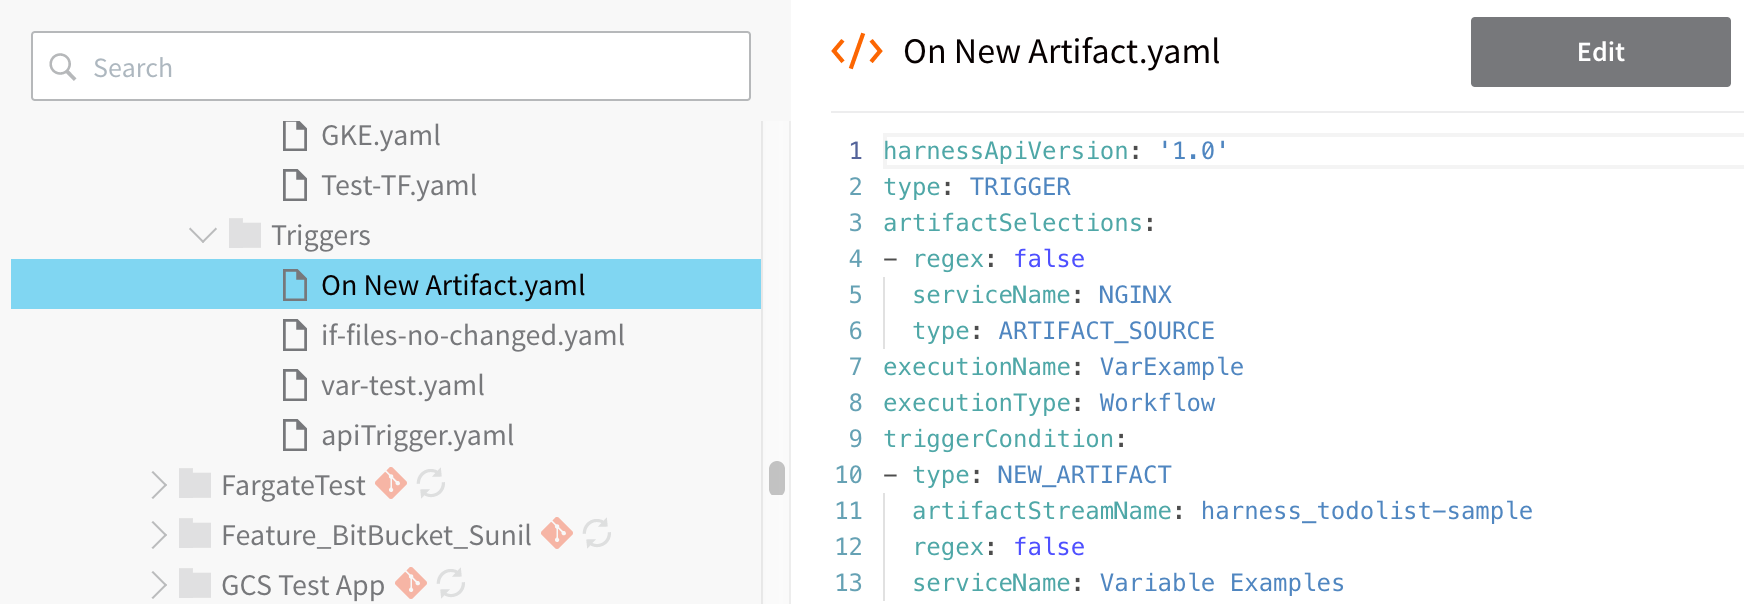 Search
GKE.yaml
Test-TF.yaml
Triggers
On New Artifact.yaml
if-files-no-changed.yaml
var-test.yaml
apiTrigger.yaml
FargateTest
Feature_BitBucket_Sunil
GCS Test App
</> On New Artifact.yaml
Edit
1 harnessApiVersion: '1.0'
2 type: TRIGGER
3 artifactSelections:
4 - regex: false
5   serviceName: NGINX
6   type: ARTIFACT_SOURCE
7 executionName: VarExample
8 executionType: Workflow
9 triggerCondition:
10 - type: NEW_ARTIFACT
11   artifactStreamName: harness_todolist-sample
12   regex: false
13   serviceName: Variable Examples